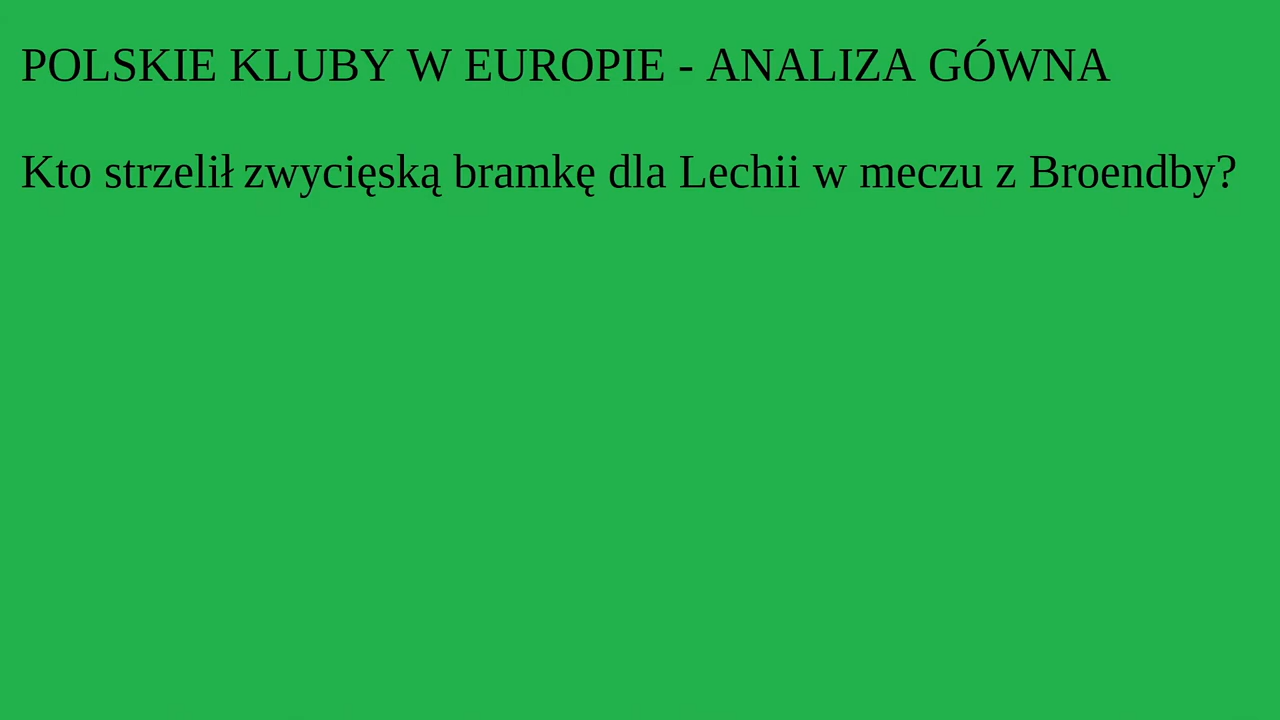 POLSKIE KLUBY W EUROPIE - ANALIZA GÓWNA
Kto strzelił zwycięską bramkę dla Lechii w meczu z Broendby?